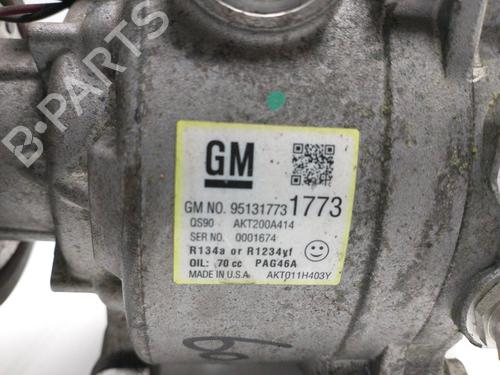 B-PARTS
GM
GM NO. 95131773 1773
QS90 AKT200A414
SER NO. 0001674
R134a or R1234yf
OIL: 70 cc PAG46A
MADE IN U.S.A AKT011H403Y